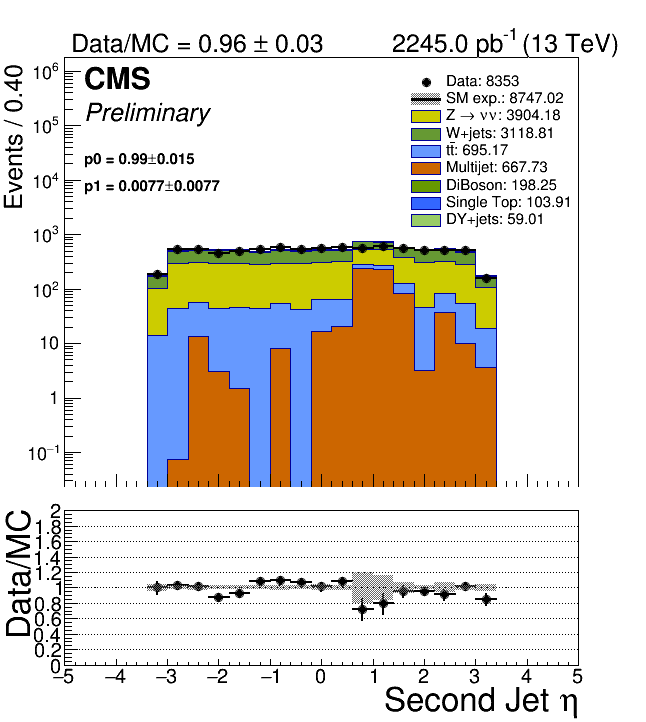 Data/MC = 0.96 ± 0.03 2245.0 pb⁻¹ (13 TeV)
CMS
Preliminary
p0 = 0.99±0.015
p1 = 0.0077±0.0077
Data: 8353
SM exp.: 8747.02
Z → νν: 3904.18
W+jets: 3118.81
tt̄: 695.17
Multijet: 667.73
DiBoson: 198.25
Single Top: 103.91
DY+jets: 59.01
Events / 0.40
10⁶
10⁵
10⁴
10³
10²
10
1
10⁻¹
Data/MC
2
1.8
1.6
1.4
1.2
1
0.8
0.6
0.4
0.2
0
−5 −4 −3 −2 −1 0 1 2 3 4 5
Second Jet η